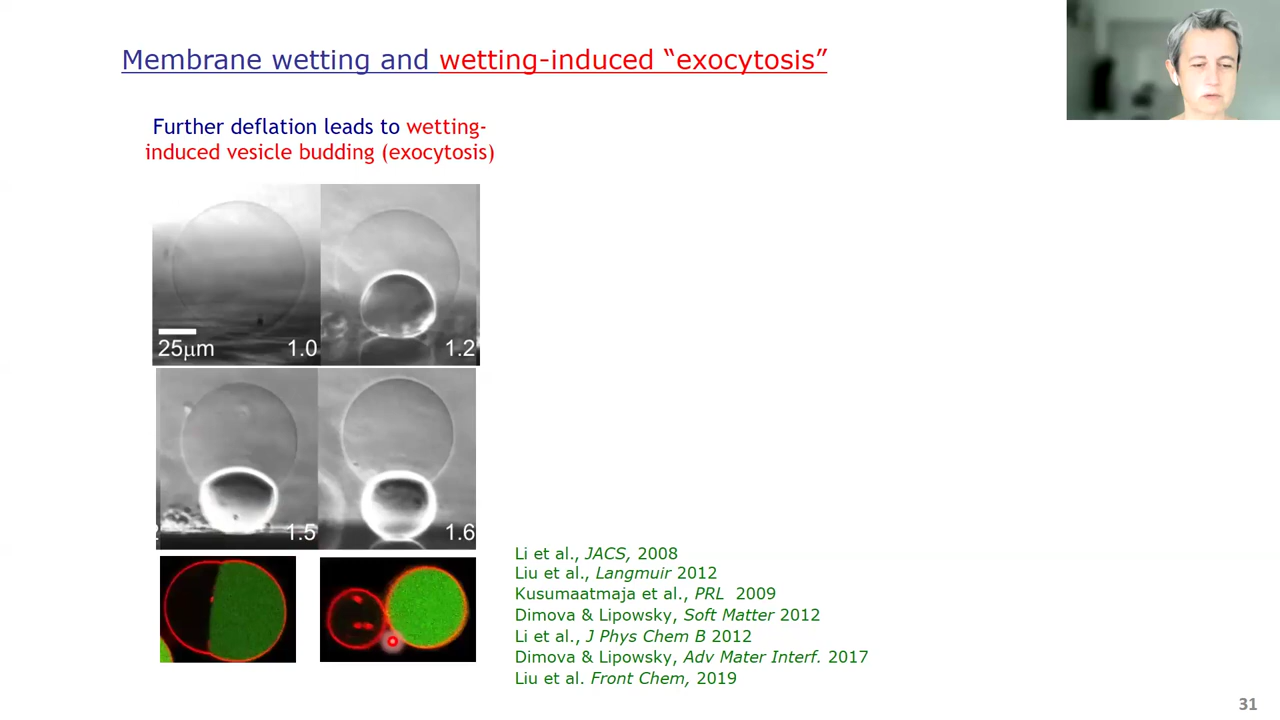 Membrane wetting and wetting-induced “exocytosis”
Further deflation leads to wetting-
induced vesicle budding (exocytosis)
25μm
1.0
1.2
1.5
1.6
Li et al., JACS, 2008
Liu et al., Langmuir 2012
Kusumaatmaja et al., PRL 2009
Dimova & Lipowsky, Soft Matter 2012
Li et al., J Phys Chem B 2012
Dimova & Lipowsky, Adv Mater Interf. 2017
Liu et al. Front Chem, 2019
31